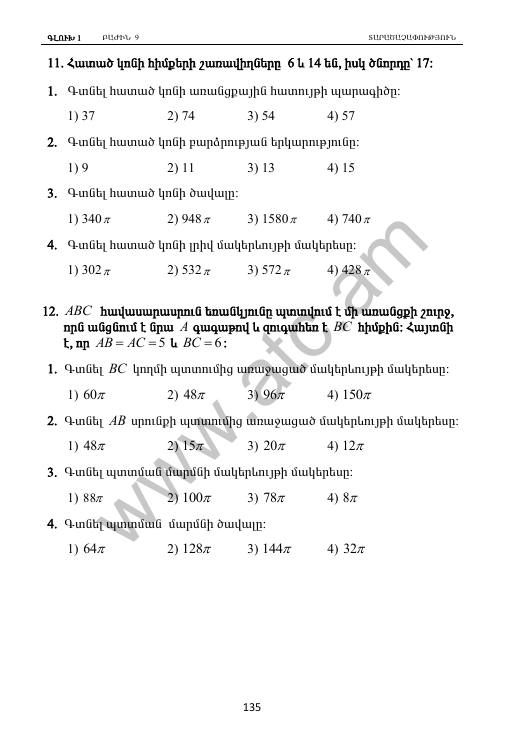 ԳԼՈՒԽ 1 ԲԱԺԻՆ 9 ՏԱՐԱԾԱՉԱՓՈՒԹՅՈՒՆ
11. Հատած կոնի հիմքերի շառավիղները 6 և 14 են, իսկ ծնորդը՝ 17:
1. Գտնել հատած կոնի առանցքային հատույթի պարագիծը:
1) 37 2) 74 3) 54 4) 57
2. Գտնել հատած կոնի բարձրության երկարությունը:
1) 9 2) 11 3) 13 4) 15
3. Գտնել հատած կոնի ծավալը:
1) 340π 2) 948π 3) 1580π 4) 740π
4. Գտնել հատած կոնի լրիվ մակերևույթի մակերեսը:
1) 302π 2) 532π 3) 572π 4) 428π
12. ABC հավասարասրուն եռանկյունը պտտվում է մի առանցքի շուրջ,
որն անցնում է նրա A գագաթով և զուգահեռ է BC հիմքին: Հայտնի
է, որ AB = AC = 5 և BC = 6:
1. Գտնել BC կողմի պտտումից առաջացած մակերևույթի մակերեսը:
1) 60π 2) 48π 3) 96π 4) 150π
2. Գտնել AB սրունքի պտտումից առաջացած մակերևույթի մակերեսը:
1) 48π 2) 15π 3) 20π 4) 12π
3. Գտնել պտտման մարմնի մակերևույթի մակերեսը:
1) 88π 2) 100π 3) 78π 4) 8π
4. Գտնել պտտման մարմնի ծավալը:
1) 64π 2) 128π 3) 144π 4) 32π
www.atc.am
135